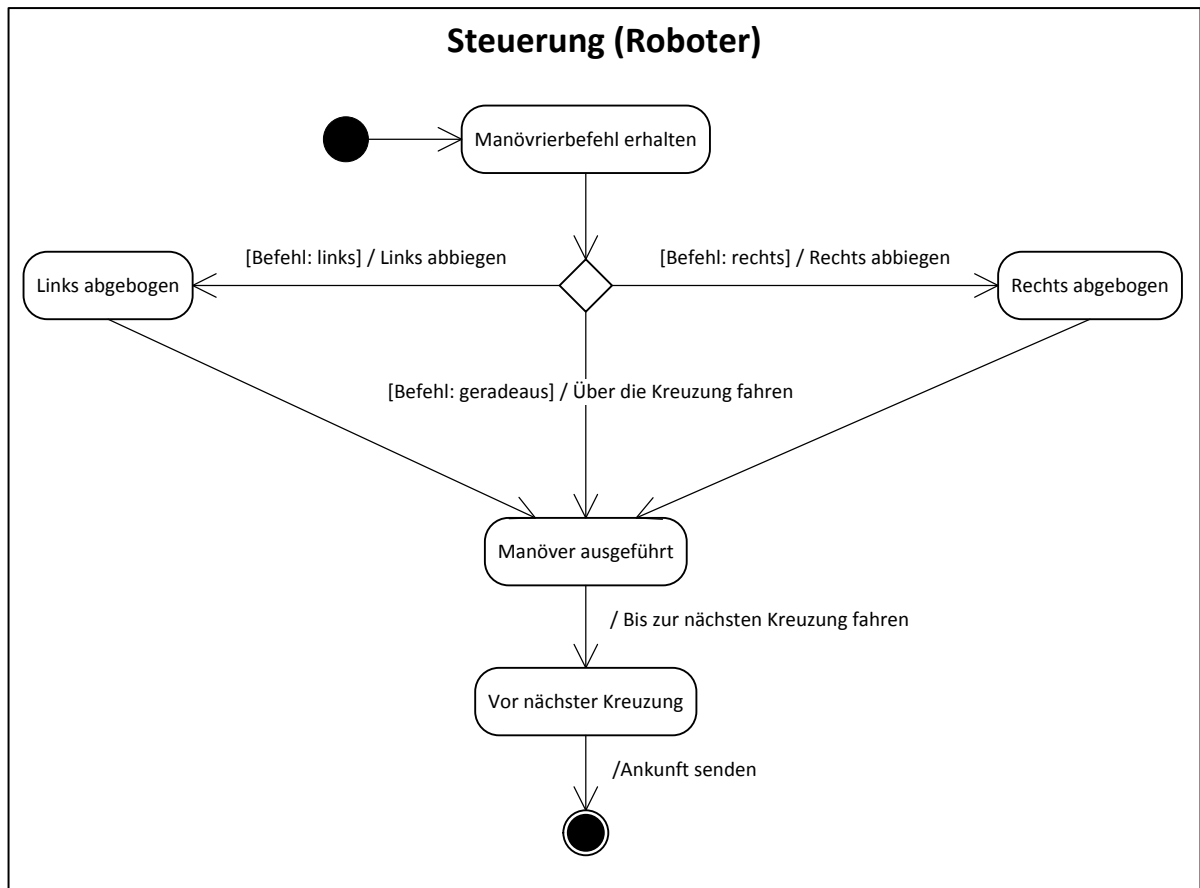 Steuerung (Roboter)
Manövrierbefehl erhalten
[Befehl: links] / Links abbiegen
[Befehl: rechts] / Rechts abbiegen
Links abgebogen
Rechts abgebogen
[Befehl: geradeaus] / Über die Kreuzung fahren
Manöver ausgeführt
/ Bis zur nächsten Kreuzung fahren
Vor nächster Kreuzung
/Ankunft senden